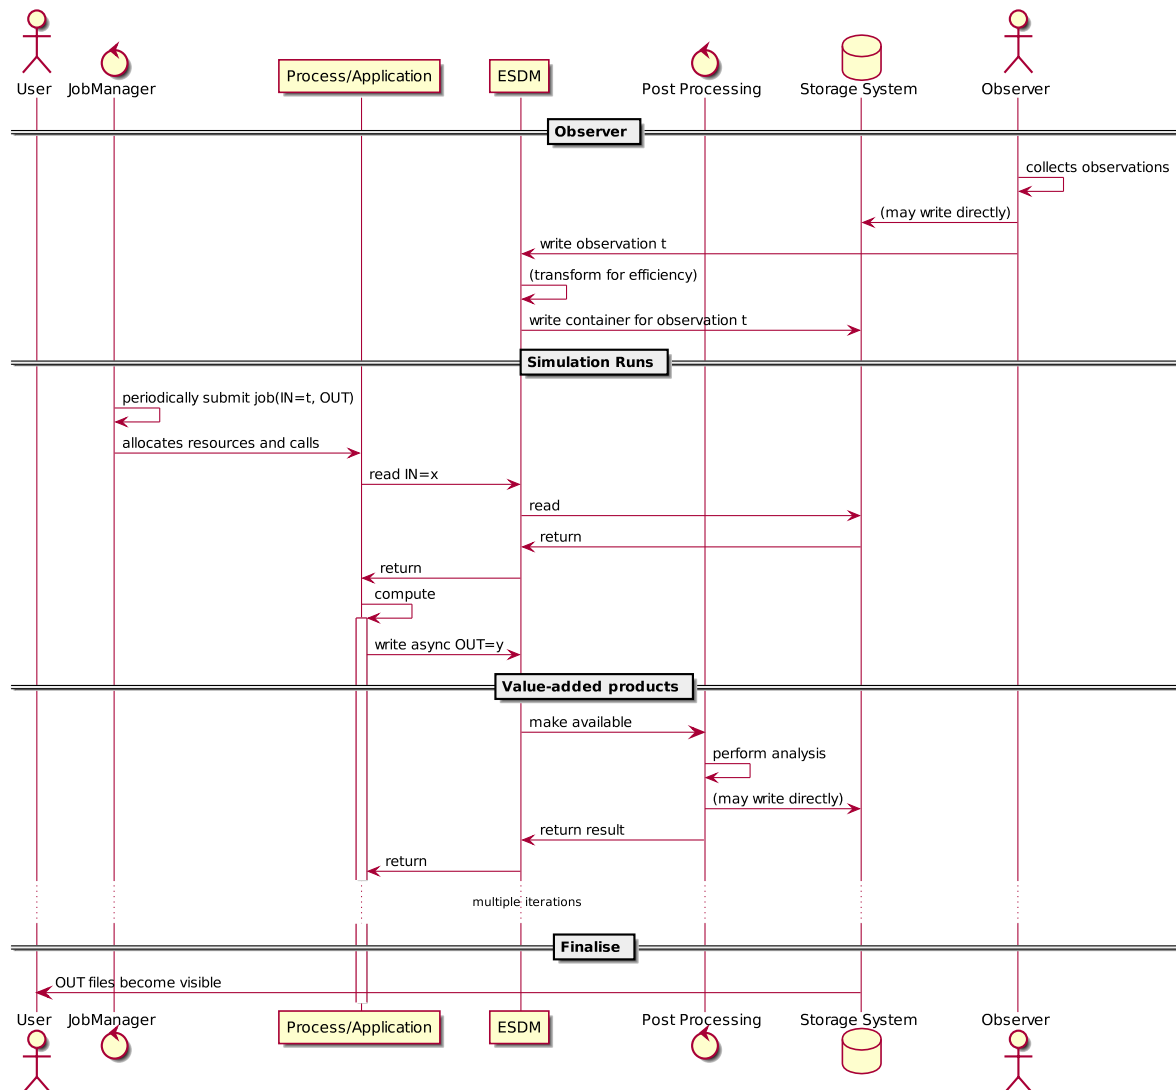 User
JobManager
Process/Application
ESDM
Post Processing
Storage System
Observer
Observer
collects observations
(may write directly)
write observation t
(transform for efficiency)
write container for observation t
Simulation Runs
periodically submit job(IN=t, OUT)
allocates resources and calls
read IN=x
read
return
return
compute
write async OUT=y
Value-added products
make available
perform analysis
(may write directly)
return result
return
multiple iterations
Finalise
OUT files become visible
User
JobManager
Process/Application
ESDM
Post Processing
Storage System
Observer